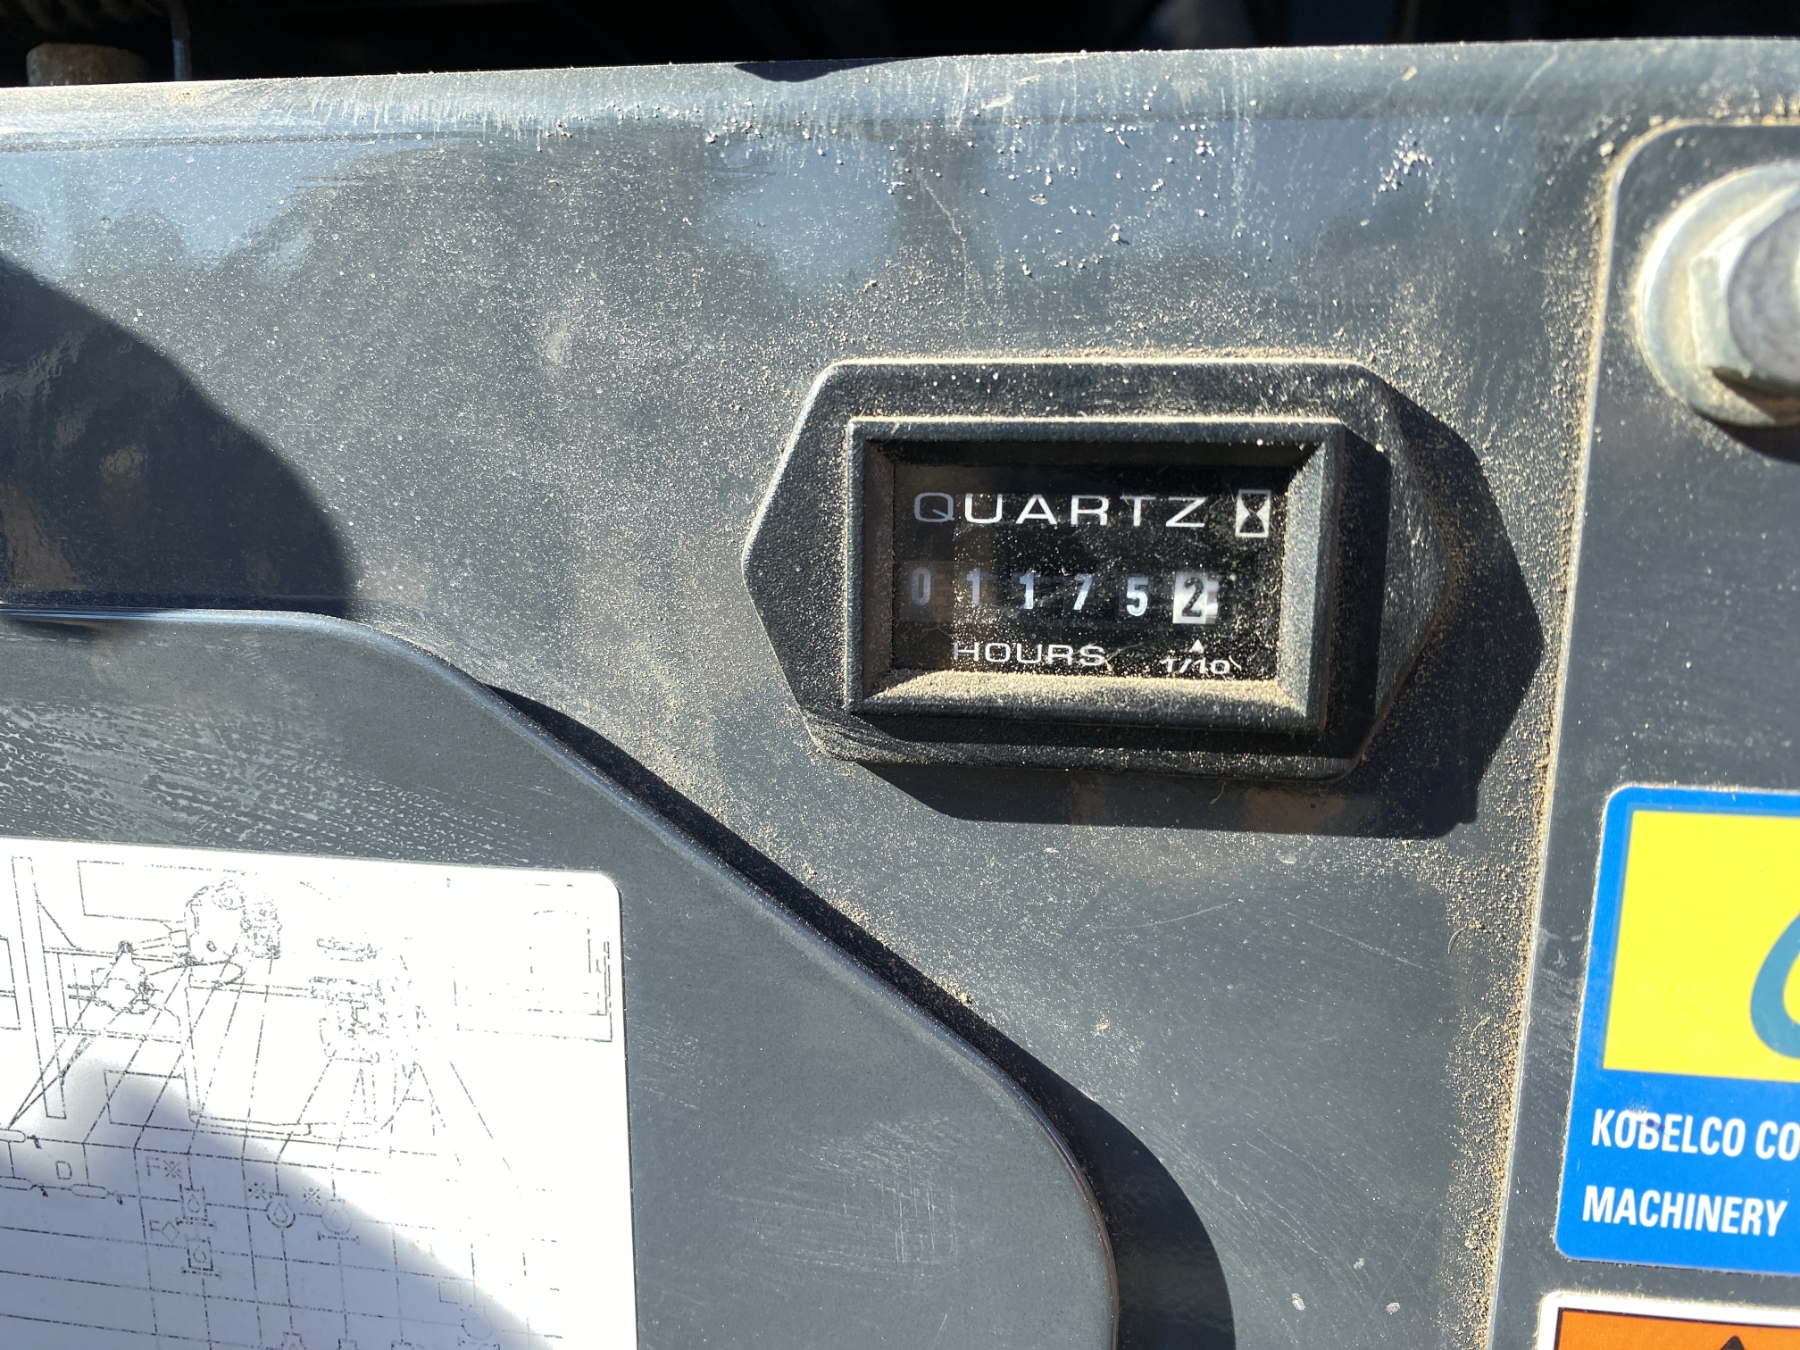 QUARTZ
011752
HOURS 1/10
KOBELCO CO
MACHINERY
D
F※